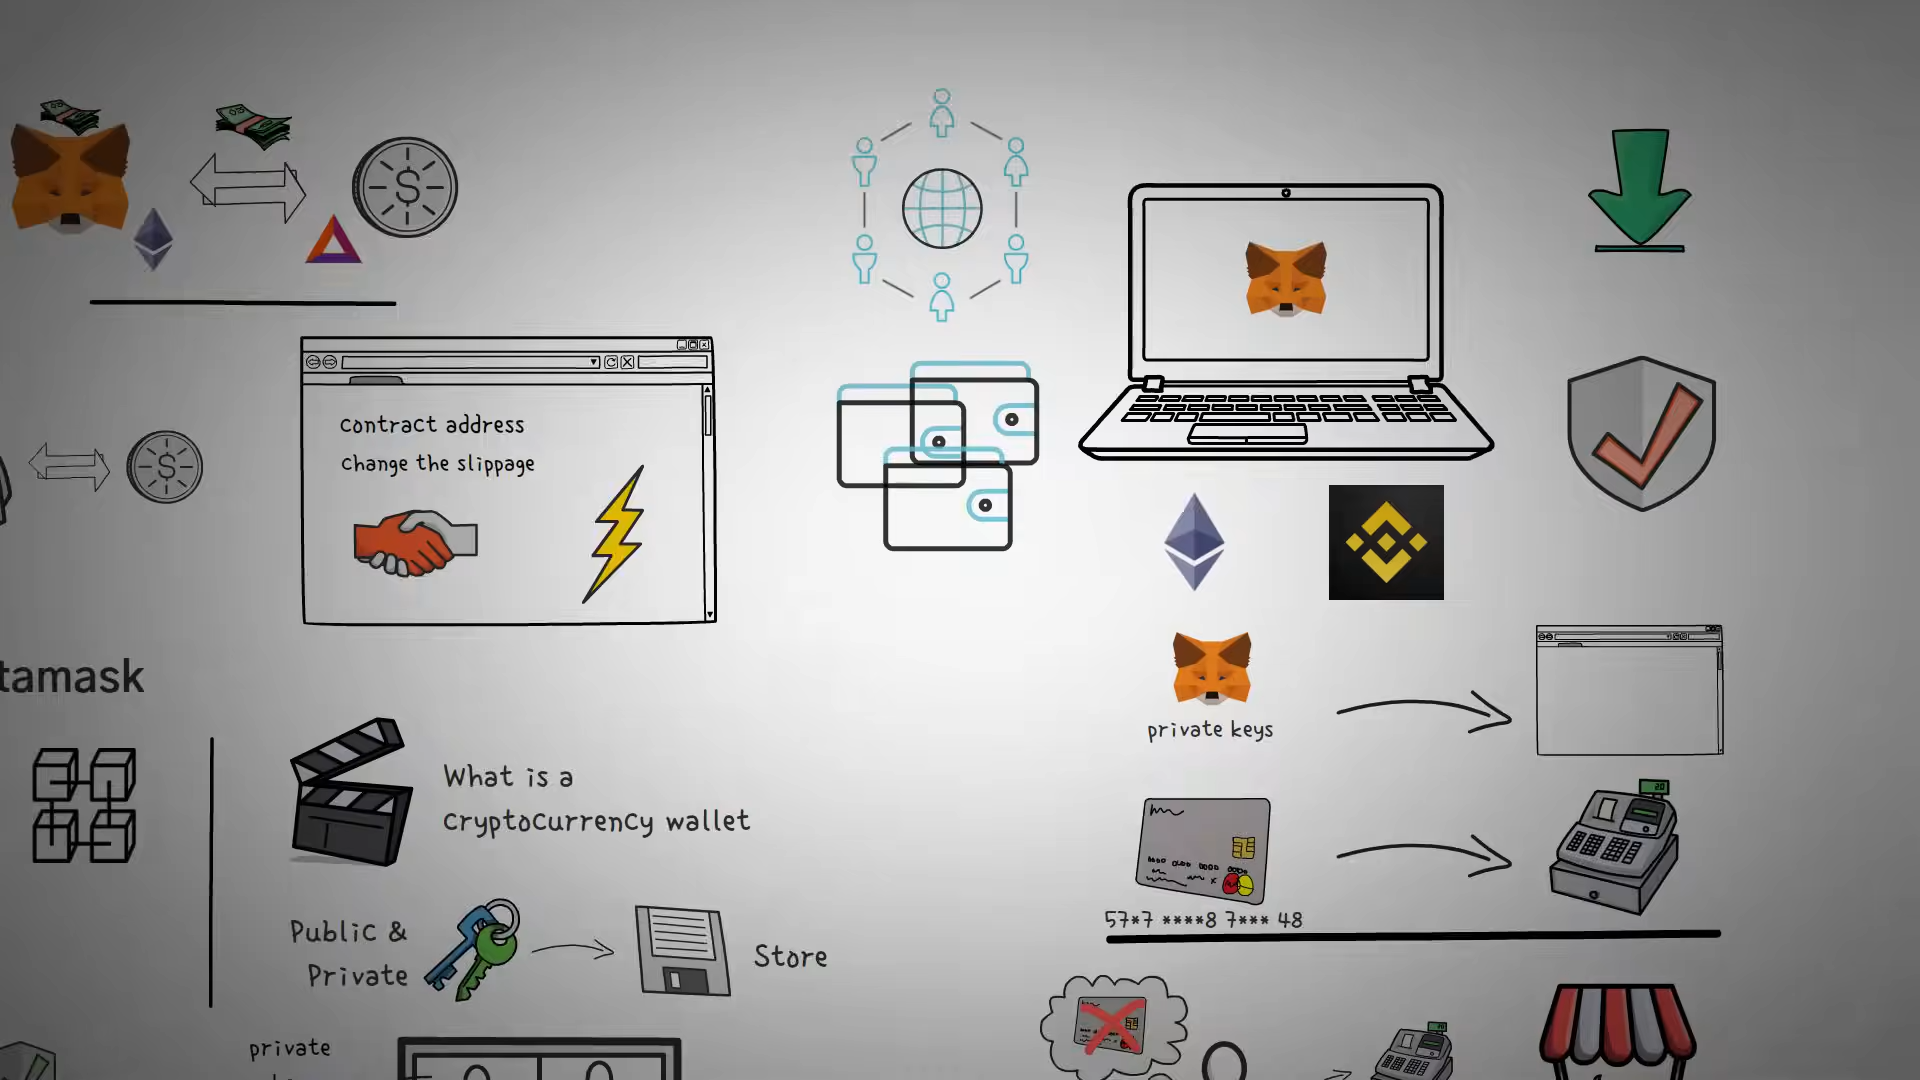 Contract address
Change the slippage
tamask
What is a
cryptocurrency wallet
Public &
Private
Store
private
private keys
57*7 ****8 7*** 48